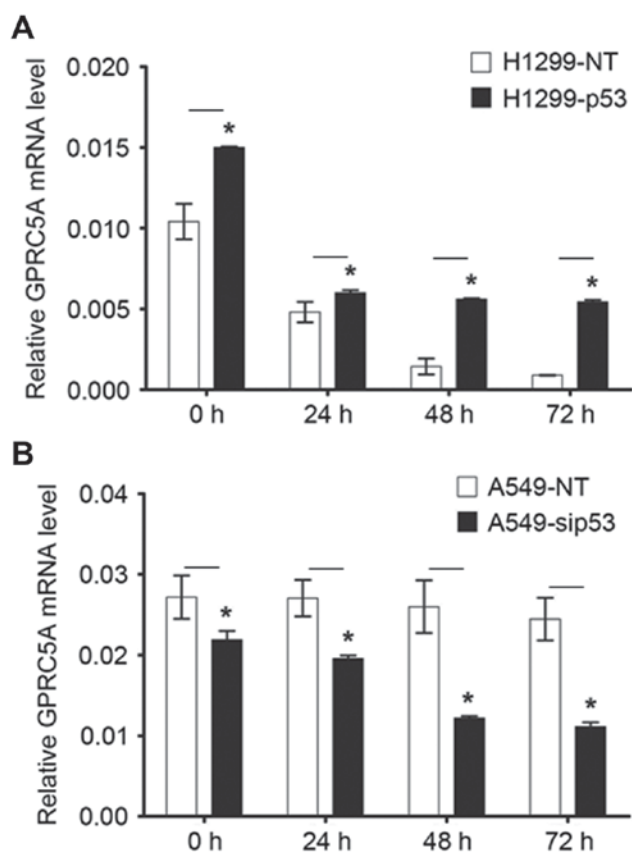 A
Relative GPRC5A mRNA level
0.020
0.015
0.010
0.005
0.000
H1299-NT
H1299-p53
*
*
*
*
0 h
24 h
48 h
72 h
B
Relative GPRC5A mRNA level
0.04
0.03
0.02
0.01
0.00
A549-NT
A549-sip53
*
*
*
*
0 h
24 h
48 h
72 h